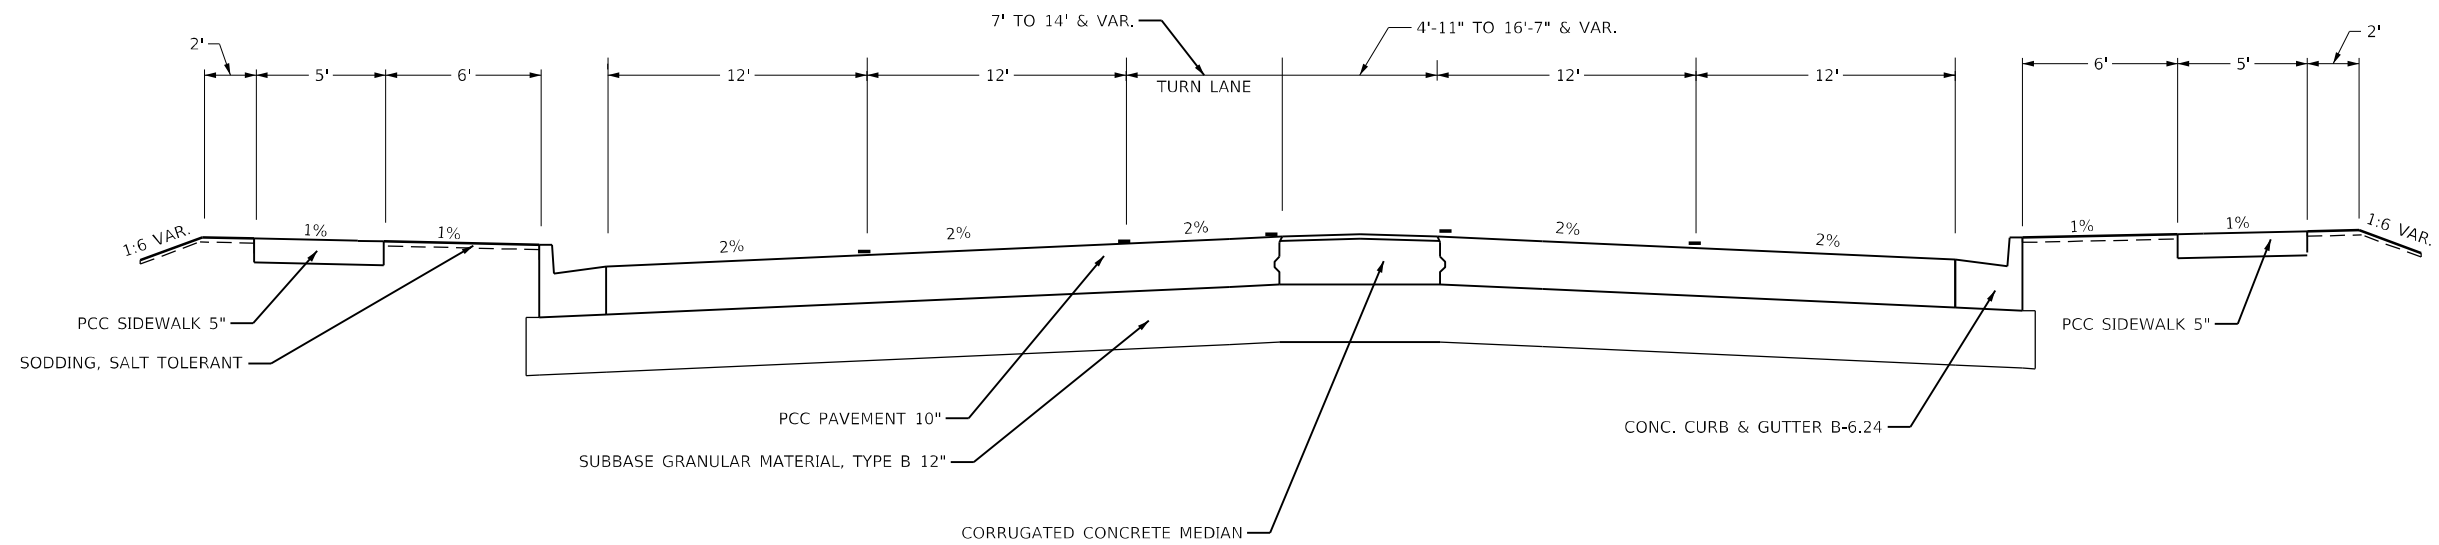 7' TO 14' & VAR.
4'-11" TO 16'-7" & VAR.
2'
2'
5'
6'
12'
12'
TURN LANE
12'
12'
6'
5'
1:6 VAR.
1%
1%
2%
2%
2%
2%
2%
1%
1%
1:6 VAR.
PCC SIDEWALK 5"
SODDING, SALT TOLERANT
PCC PAVEMENT 10"
SUBBASE GRANULAR MATERIAL, TYPE B 12"
CORRUGATED CONCRETE MEDIAN
CONC. CURB & GUTTER B-6.24
PCC SIDEWALK 5"